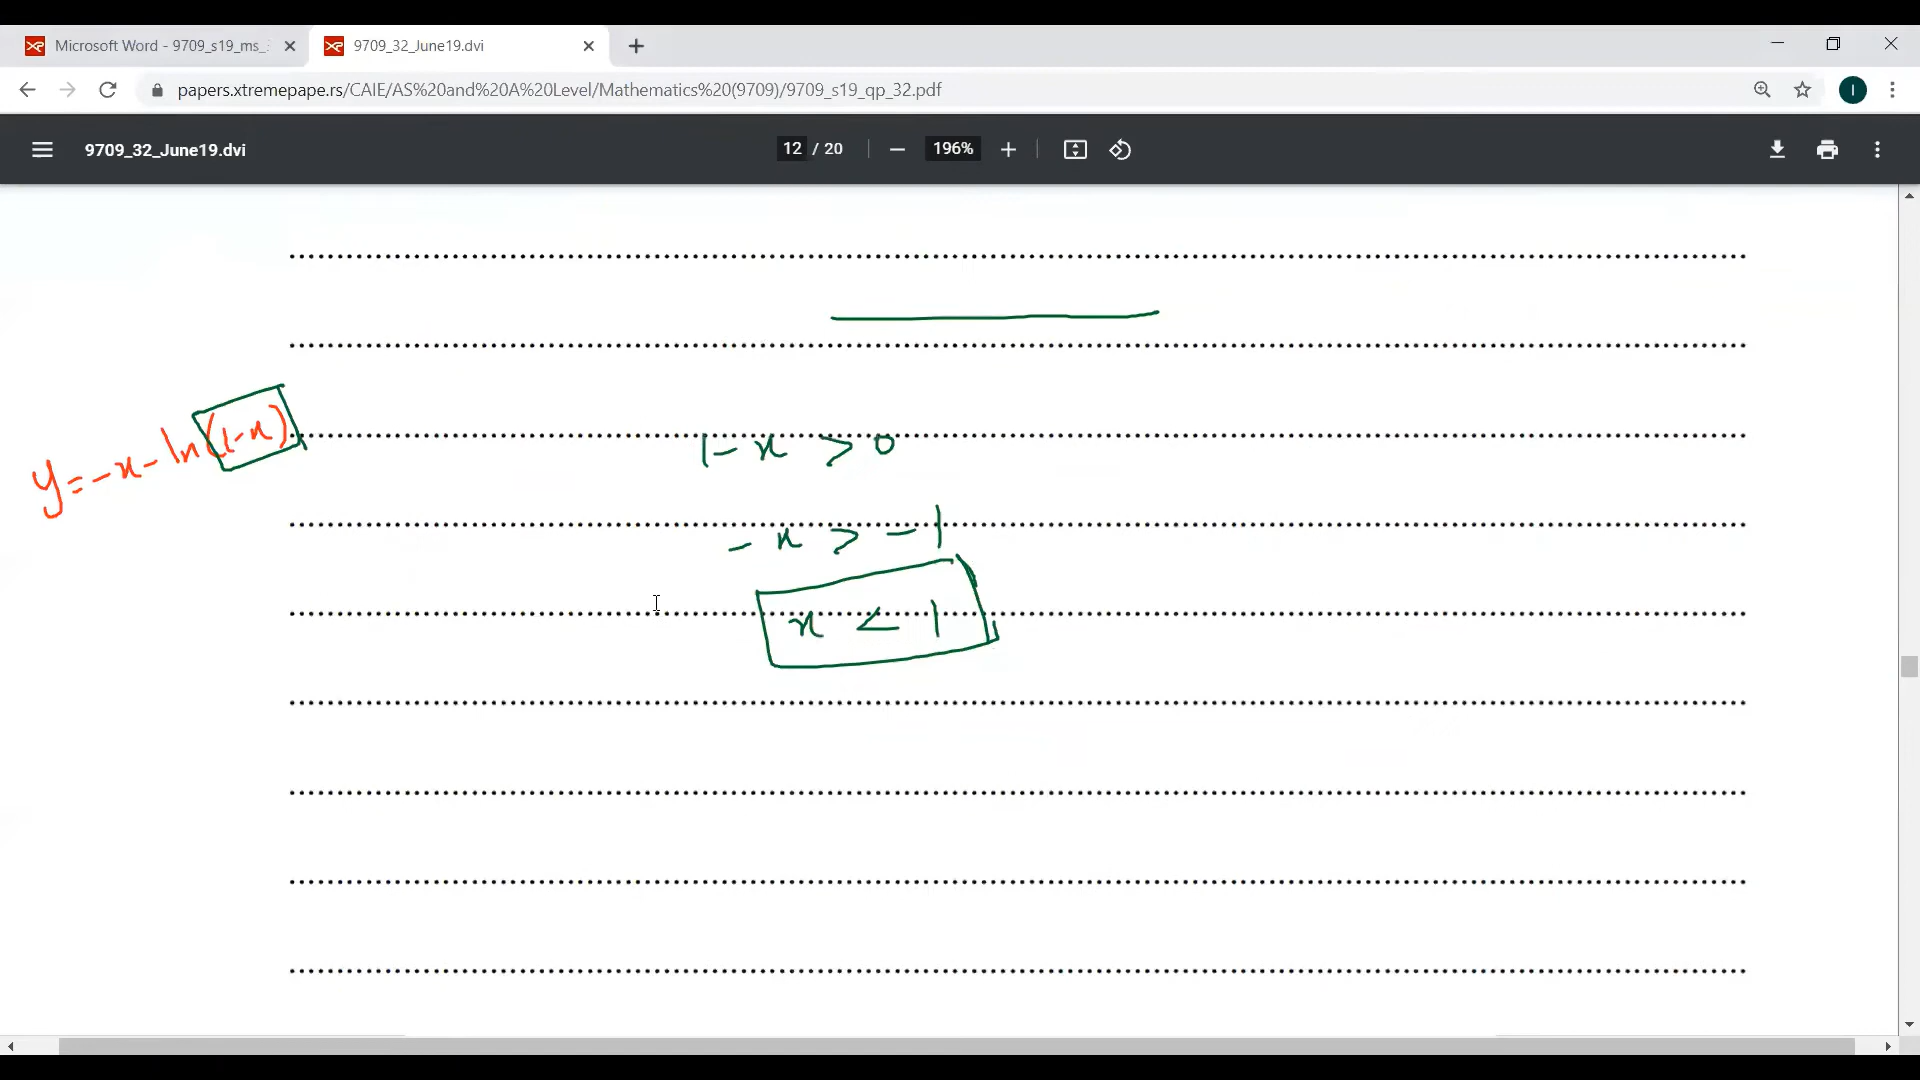 Microsoft Word - 9709_s19_ms_
9709_32_June19.dvi
papers.xtremepape.rs/CAIE/AS%20and%20A%20Level/Mathematics%20(9709)/9709_s19_qp_32.pdf
I
9709_32_June19.dvi
12 / 20
196%
y = -x - ln(1-x)
1 - x > 0
- x > - 1
x < 1